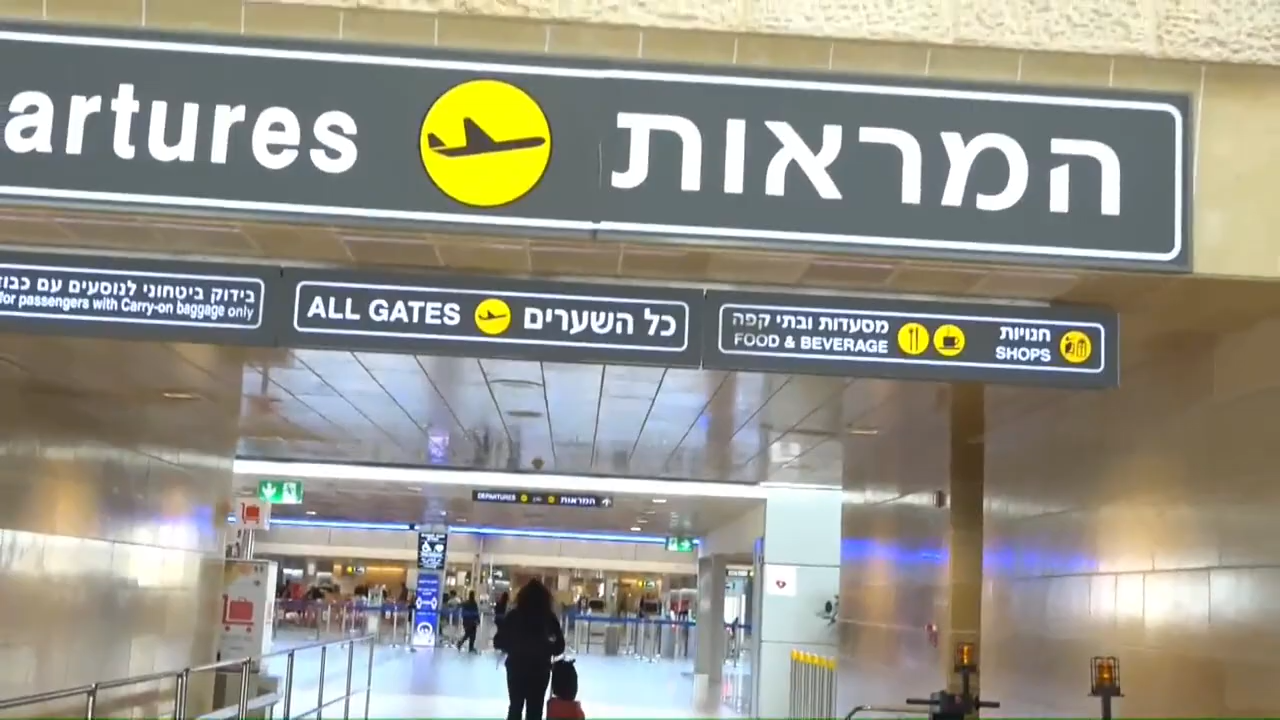 artures המראות
בידוק ביטחוני לנוסעים עם כבו
for passengers with Carry-on baggage only
ALL GATES כל השערים
מסעדות ובתי קפה
FOOD & BEVERAGE
חנויות
SHOPS
DEPARTURES המראות